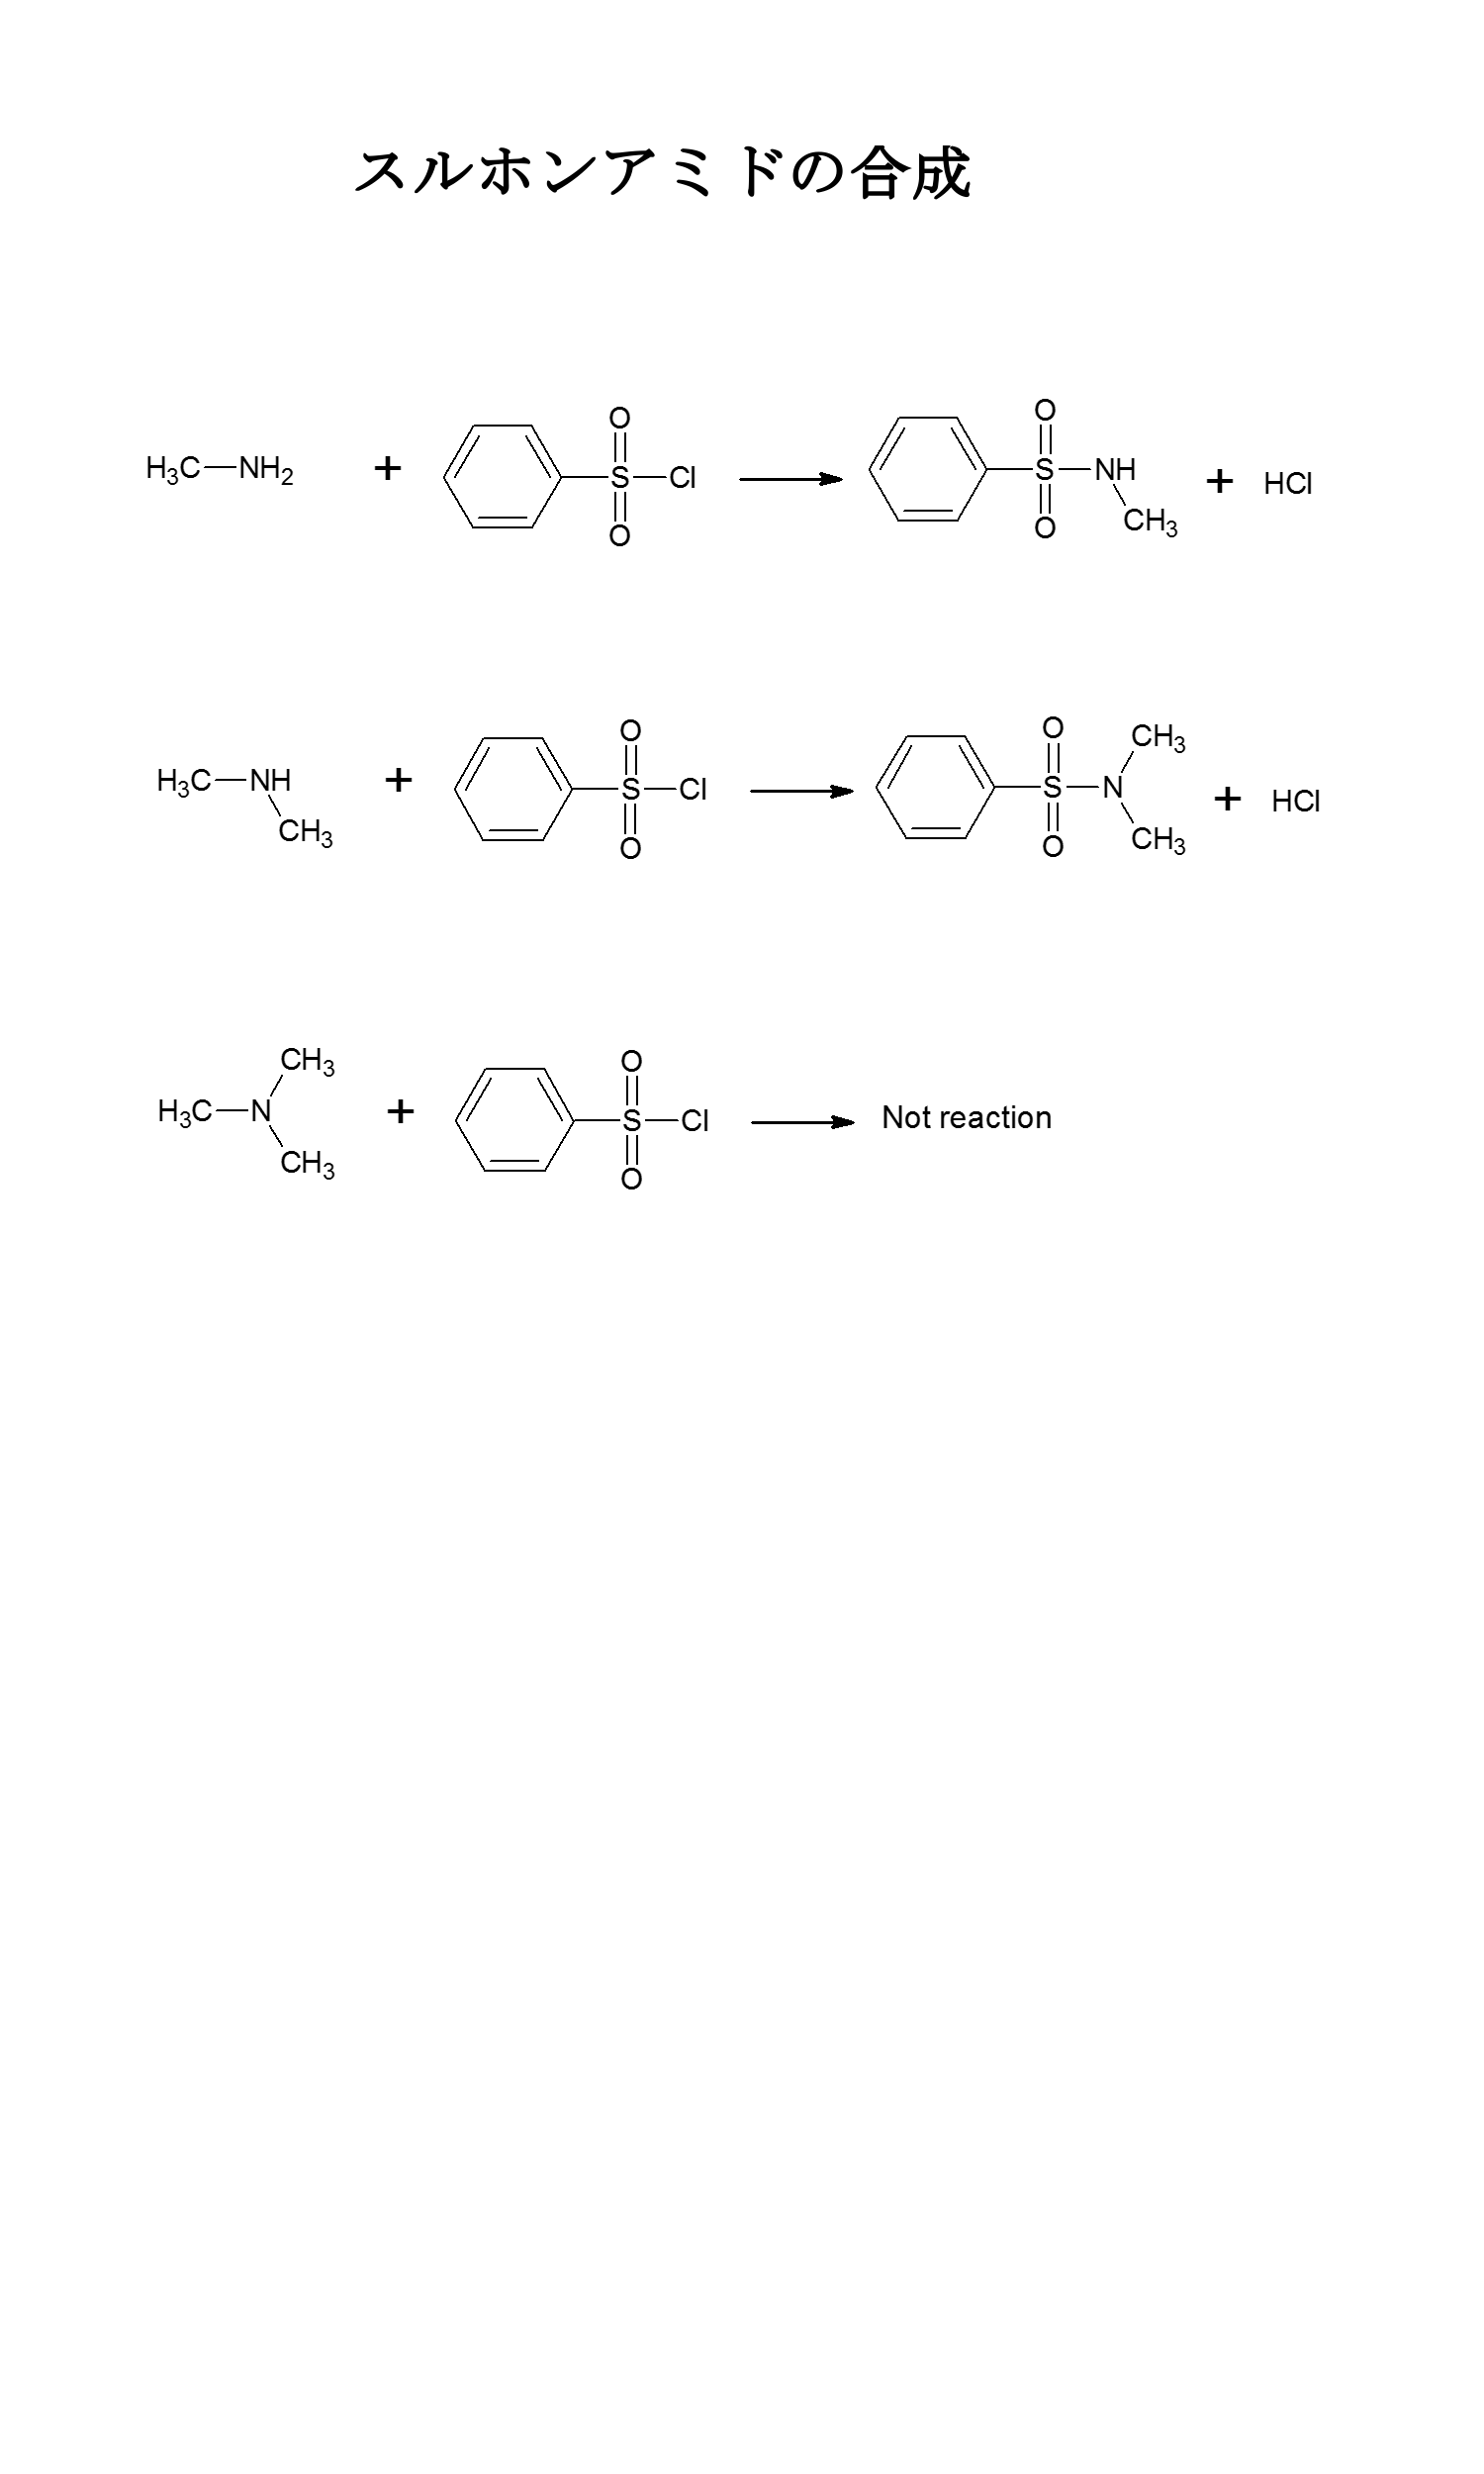 スルホンアミドの合成
H3C—NH2 + S O O Cl → S O O NH CH3 + HCl
H3C—NH CH3 + S O O Cl → S O O N CH3 CH3 + HCl
H3C—N CH3 CH3 + S O O Cl → Not reaction